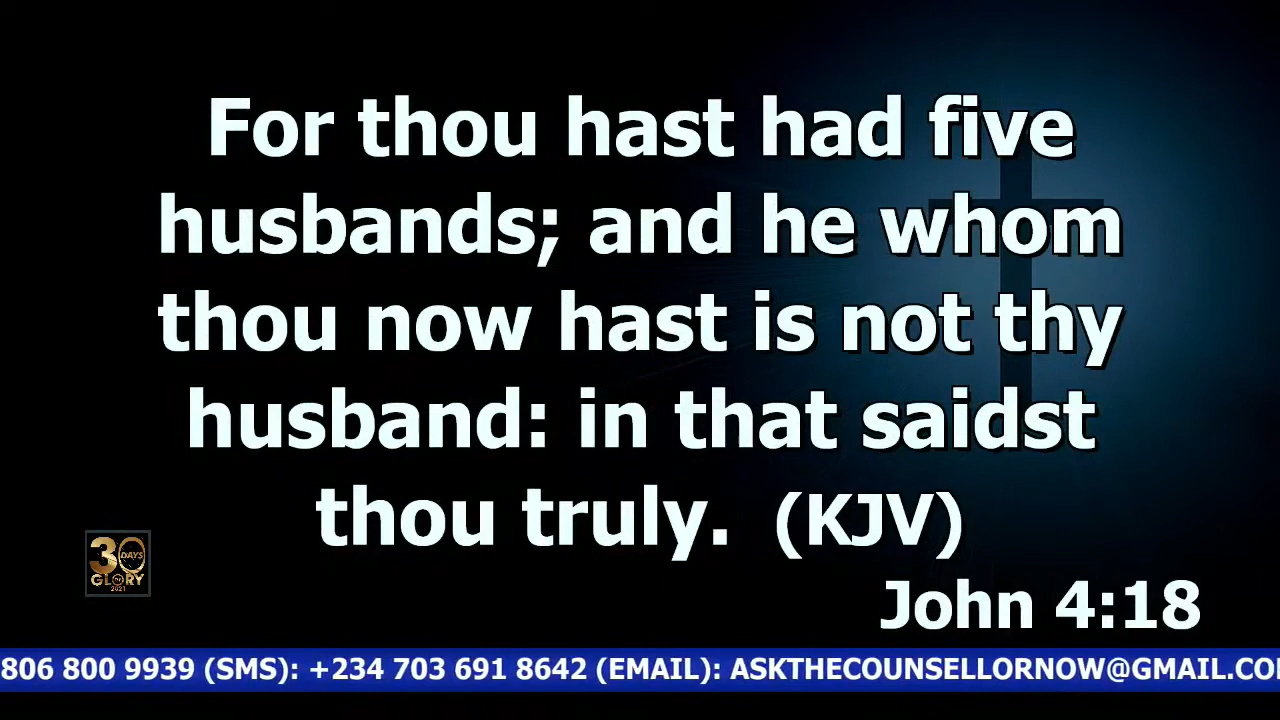 For thou hast had five
husbands; and he whom
thou now hast is not thy
husband: in that saidst
thou truly. (KJV)
John 4:18
30
DAYS
GLORY
2021
806 800 9939 (SMS): +234 703 691 8642 (EMAIL): ASKTHECOUNSELLORNOW@GMAIL.CO